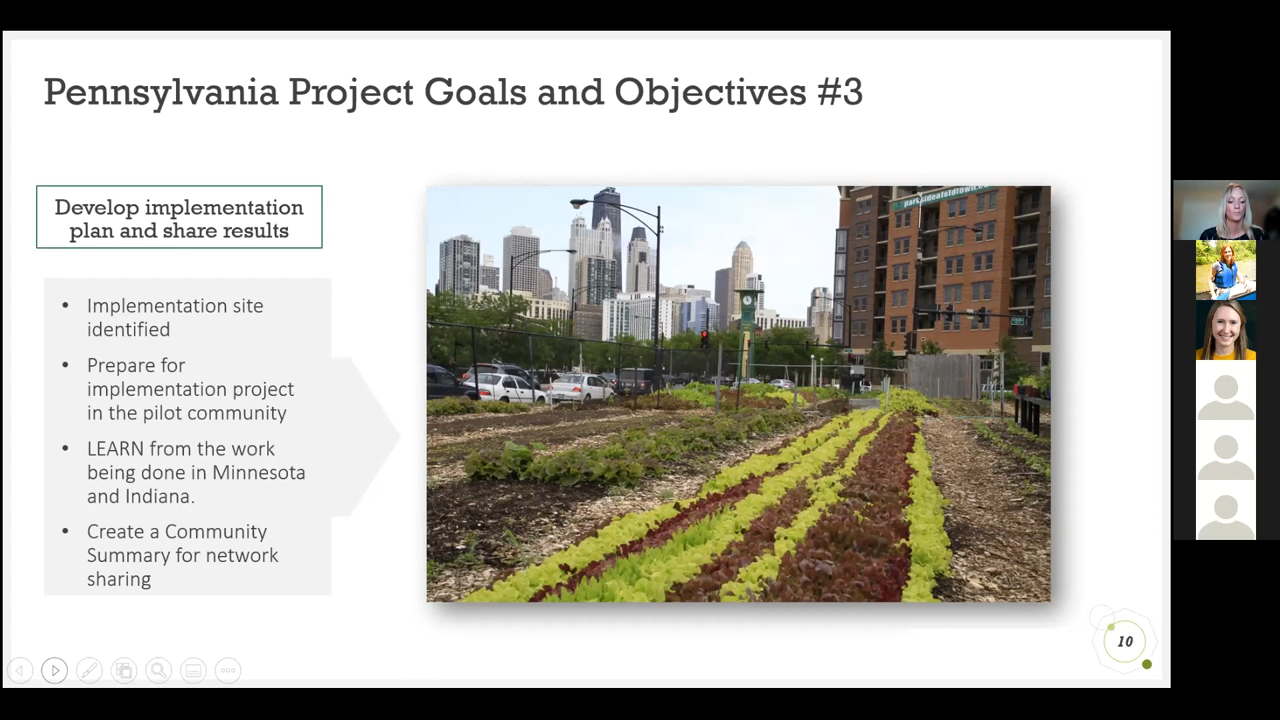 Pennsylvania Project Goals and Objectives #3
Develop implementation
plan and share results
• Implementation site
identified
• Prepare for
implementation project
in the pilot community
• LEARN from the work
being done in Minnesota
and Indiana.
• Create a Community
Summary for network
sharing
parksideofoldtown.co
10